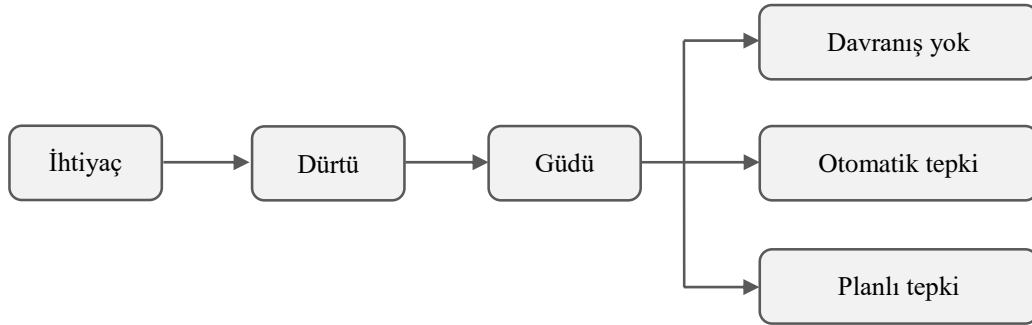 Davranış yok
İhtiyaç
Dürtü
Güdü
Otomatik tepki
Planlı tepki